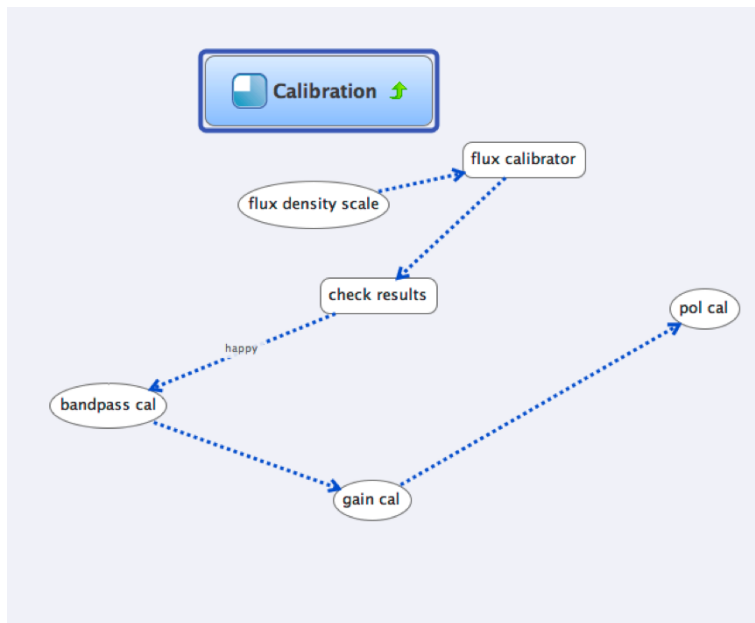 Calibration
flux calibrator
flux density scale
check results
pol cal
happy
bandpass cal
gain cal